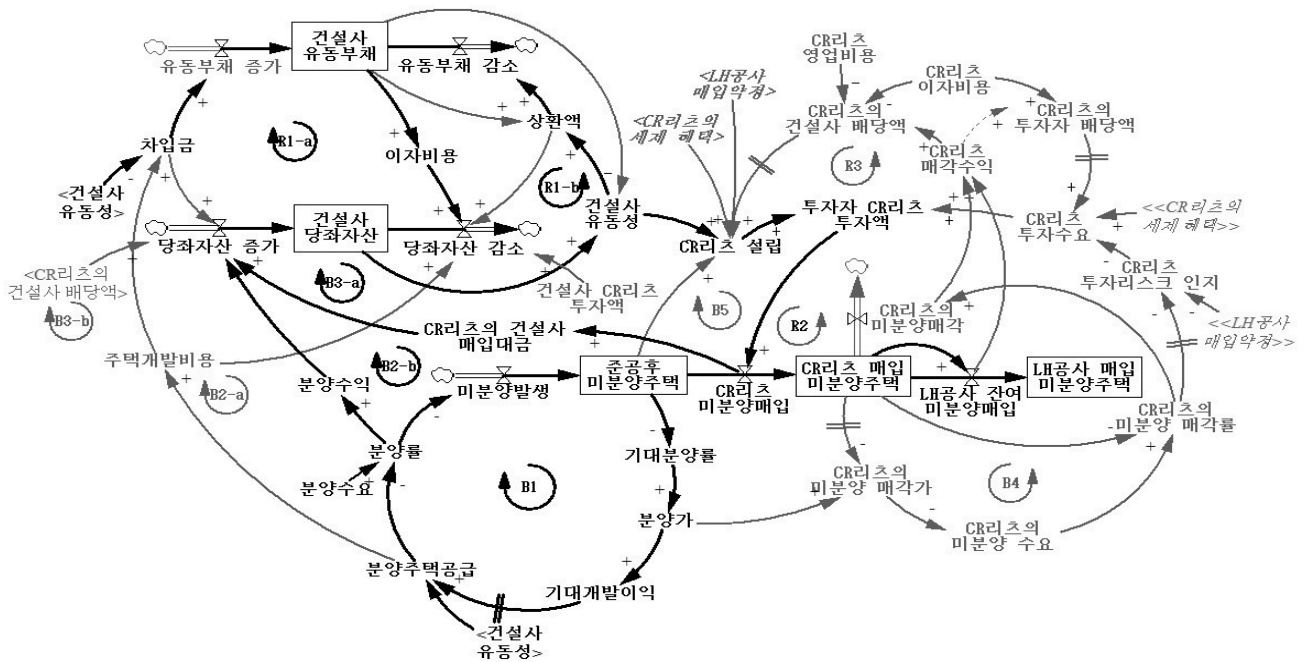 건설사
유동부채
유동부채 증가
유동부채 감소
CR리츠
영업비용
CR리츠
이자비용
<LH공사
매입약정>
<CR리츠의
세제 혜택>
CR리츠의
건설사 배당액
CR리츠의
투자자 배당액
상환액
R1-a
차입금
이자비용
R1-b
R3
CR리츠
매각수익
<건설사
유동성>
건설사
유동성
건설사
당좌자산
당좌자산 증가
당좌자산 감소
CR리츠 설립
투자자 CR리츠
투자액
CR리츠
투자수요
<<CR리츠의
세제 혜택>>
<CR리츠의
건설사 배당액>
B3-a
B3-b
건설사 CR리츠
투자액
CR리츠
투자리스크 인지
<<LH공사
매입약정>>
B5
R2
CR리츠의
미분양매각
CR리츠의 건설사
매입대금
주택개발비용
B2-b
B2-a
분양수익
미분양발생
준공후
미분양주택
CR리츠
미분양매입
CR리츠 매입
미분양주택
LH공사 잔여
미분양매입
LH공사 매입
미분양주택
CR리츠의
미분양 매각률
분양률
기대분양률
분양수요
B1
CR리츠의
미분양 매각가
B4
분양가
CR리츠의
미분양 수요
분양주택공급
기대개발이익
<건설사
유동성>